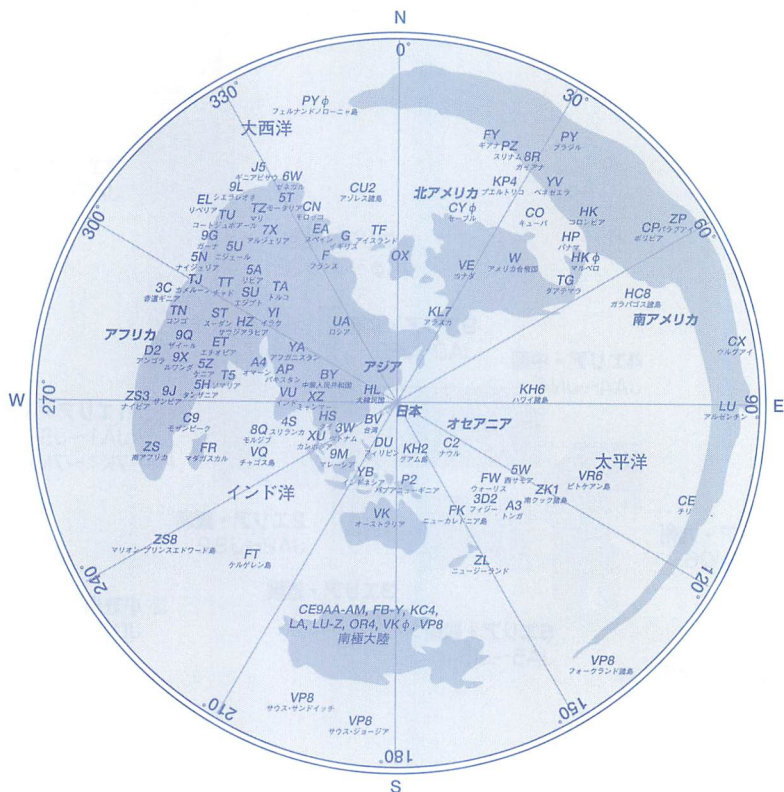 N
0°
30°
60°
E
90°
120°
150°
180°
S
210°
240°
W
270°
300°
330°
PYφ
フェルナンドノローニャ島
大西洋
J5
ギニアビサウ
6W
セネガル
9L
シエラレオネ
5T
モータリア
EL
リベリア
TZ
マリ
CN
モロッコ
TU
コートジュボアール
7X
アルジェリア
EA
スペイン
G
イギリス
9G
ガーナ
5U
ニジェール
F
フランス
5N
ナイジェリア
5A
リビア
TJ
カメルーン
TT
チャド
SU
エジプト
TA
トルコ
3C
赤道ギニア
TN
コンゴ
ST
スーダン
HZ
サウジアラビア
YI
イラク
アフリカ
9Q
ザイール
ET
エチオピア
D2
アンゴラ
9X
ルワンダ
5Z
ケニア
T5
ソマリア
A4
オマーン
YA
アフガニスタン
AP
パキスタン
5H
タンザニア
9J
ザンビア
ZS3
ナイビア
C9
モザンビーク
ZS
南アフリカ
FR
マダガスカル
8Q
モルジブ
VQ
チャゴス島
4S
スリランカ
VU
インド
XZ
ミャンマー
BY
中華人民共和国
アジア
HL
大韓民国
日本
HS
タイ
3W
ベトナム
BV
台湾
XU
カンボジア
9M
マレーシア
DU
フィリピン
YB
インドネシア
KH2
グアム島
P2
パプアニューギニア
VK
オーストラリア
インド洋
ZS8
マリオン・プリンスエドワード島
FT
ケルゲレン島
UA
ロシア
CU2
アゾレス諸島
TF
アイスランド
OX
北アメリカ
CYφ
セーブル
FY
ギアナ
PZ
スリナム
8R
ガイアナ
PY
ブラジル
KP4
プエルトリコ
YV
ベネゼエラ
CO
キューバ
HK
コロンビア
HP
パナマ
HKφ
マルペロ
CP
ボリビア
ZP
パラグアイ
VE
カナダ
W
アメリカ合衆国
TG
グアテマラ
HC8
ガラパゴス諸島
南アメリカ
KL7
アラスカ
CX
ウルグァイ
LU
アルゼンチン
KH6
ハワイ諸島
オセアニア
C2
ナウル
太平洋
5W
西サモア
FW
ウォーリス
3D2
フィジー
A3
トンガ
ZK1
南クック諸島
VR6
ピトケアン島
FK
ニューカレドニア島
ZL
ニュージーランド
CE
チリ
CE9AA-AM, FB-Y, KC4,
LA, LU-Z, OR4, VKφ, VP8
南極大陸
VP8
フォークランド諸島
VP8
サウス・サンドイッチ
VP8
サウス・ジョージア